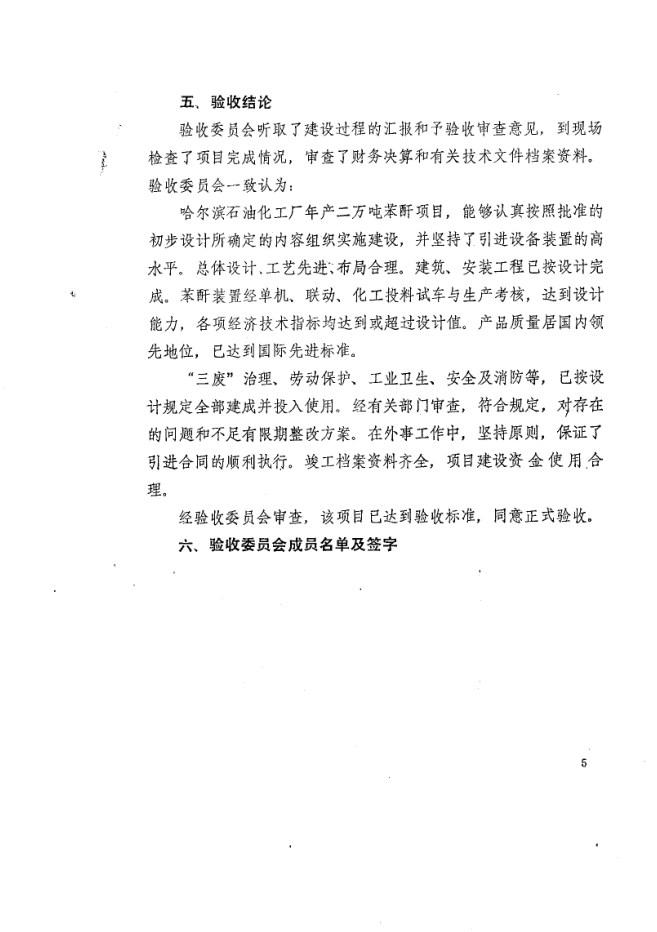 五、验收结论
验收委员会听取了建设过程的汇报和予验收审查意见，到现场
检查了项目完成情况，审查了财务决算和有关技术文件档案资料。
验收委员会一致认为：
哈尔滨石油化工厂年产二万吨苯酐项目，能够认真按照批准的
初步设计所确定的内容组织实施建设，并坚持了引进设备装置的高
水平。总体设计、工艺先进、布局合理。建筑、安装工程已按设计完
成。苯酐装置经单机、联动、化工投料试车与生产考核，达到设计
能力，各项经济技术指标均达到或超过设计值。产品质量居国内领
先地位，已达到国际先进标准。
“三废”治理、劳动保护、工业卫生、安全及消防等，已按设
计规定全部建成并投入使用。经有关部门审查，符合规定，对存在
的问题和不足有限期整改方案。在外事工作中，坚持原则，保证了
引进合同的顺利执行。竣工档案资料齐全，项目建设资金使用合
理。
经验收委员会审查，该项目已达到验收标准，同意正式验收。
六、验收委员会成员名单及签字
5